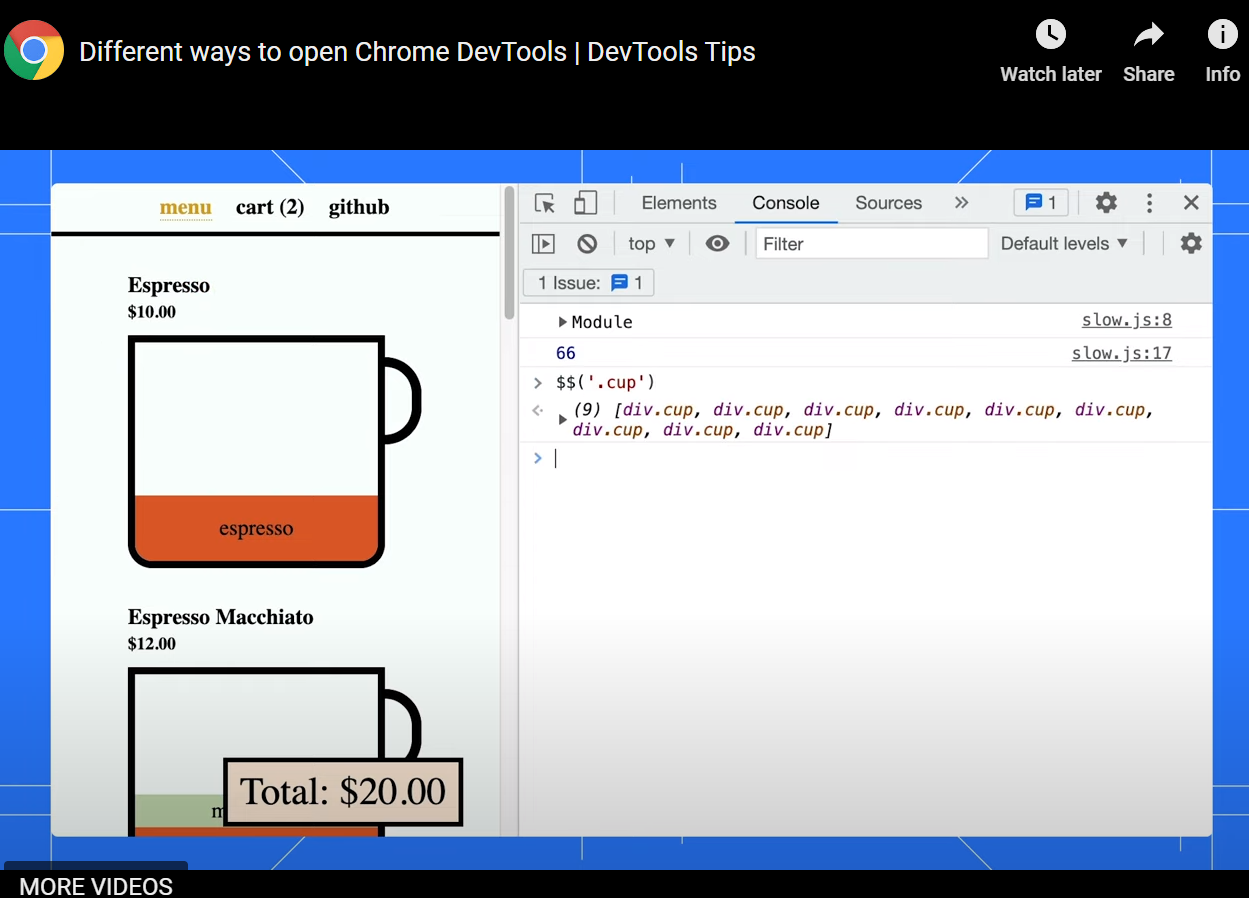 Different ways to open Chrome DevTools | DevTools Tips
Watch later Share Info
menu cart (2) github
Espresso
$10.00
espresso
Espresso Macchiato
$12.00
Total: $20.00
Elements Console Sources » 1
top Filter Default levels
1 Issue: 1
Module slow.js:8
66 slow.js:17
> $$('.cup')
(9) [div.cup, div.cup, div.cup, div.cup, div.cup, div.cup,
div.cup, div.cup, div.cup]
>
MORE VIDEOS